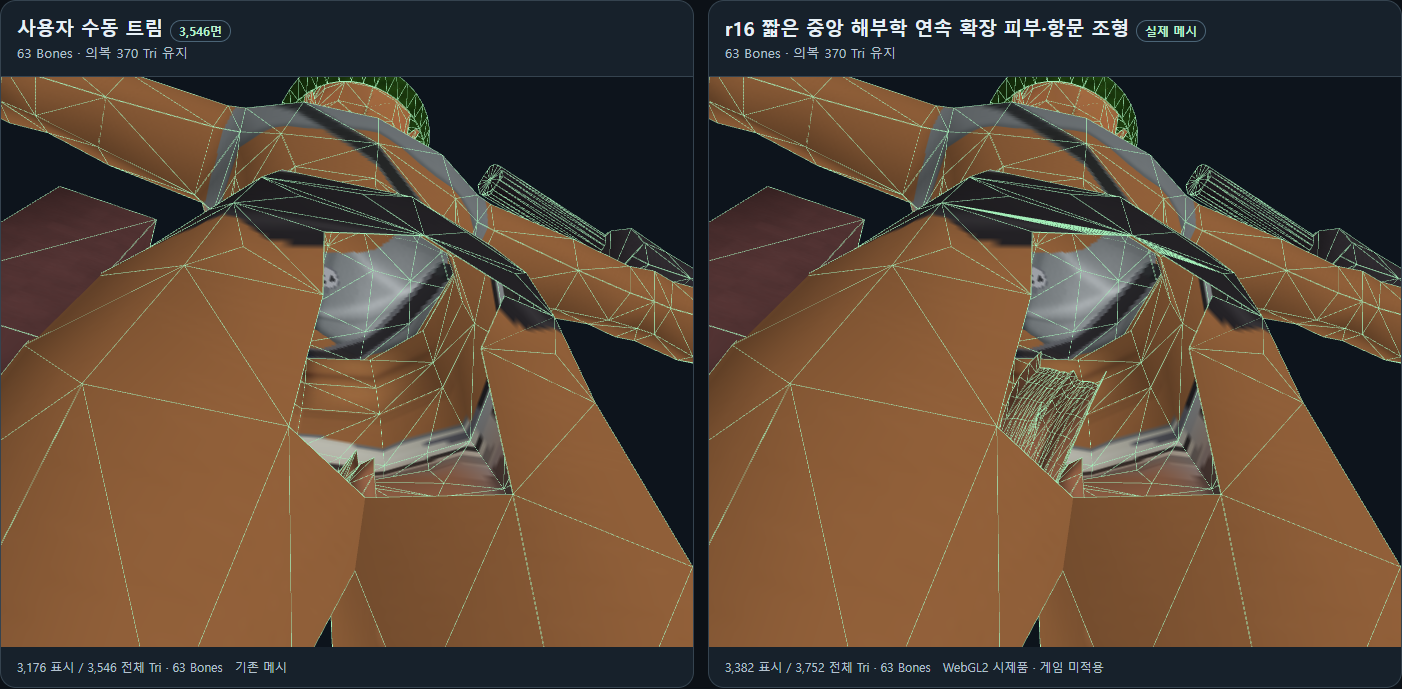 사용자 수동 트림 3,546면
63 Bones · 의복 370 Tri 유지
3,176 표시 / 3,546 전체 Tri · 63 Bones 기존 메시
r16 짧은 중앙 해부학 연속 확장 피부·항문 조형 실제 메시
63 Bones · 의복 370 Tri 유지
3,382 표시 / 3,752 전체 Tri · 63 Bones WebGL2 시제품 · 게임 미적용